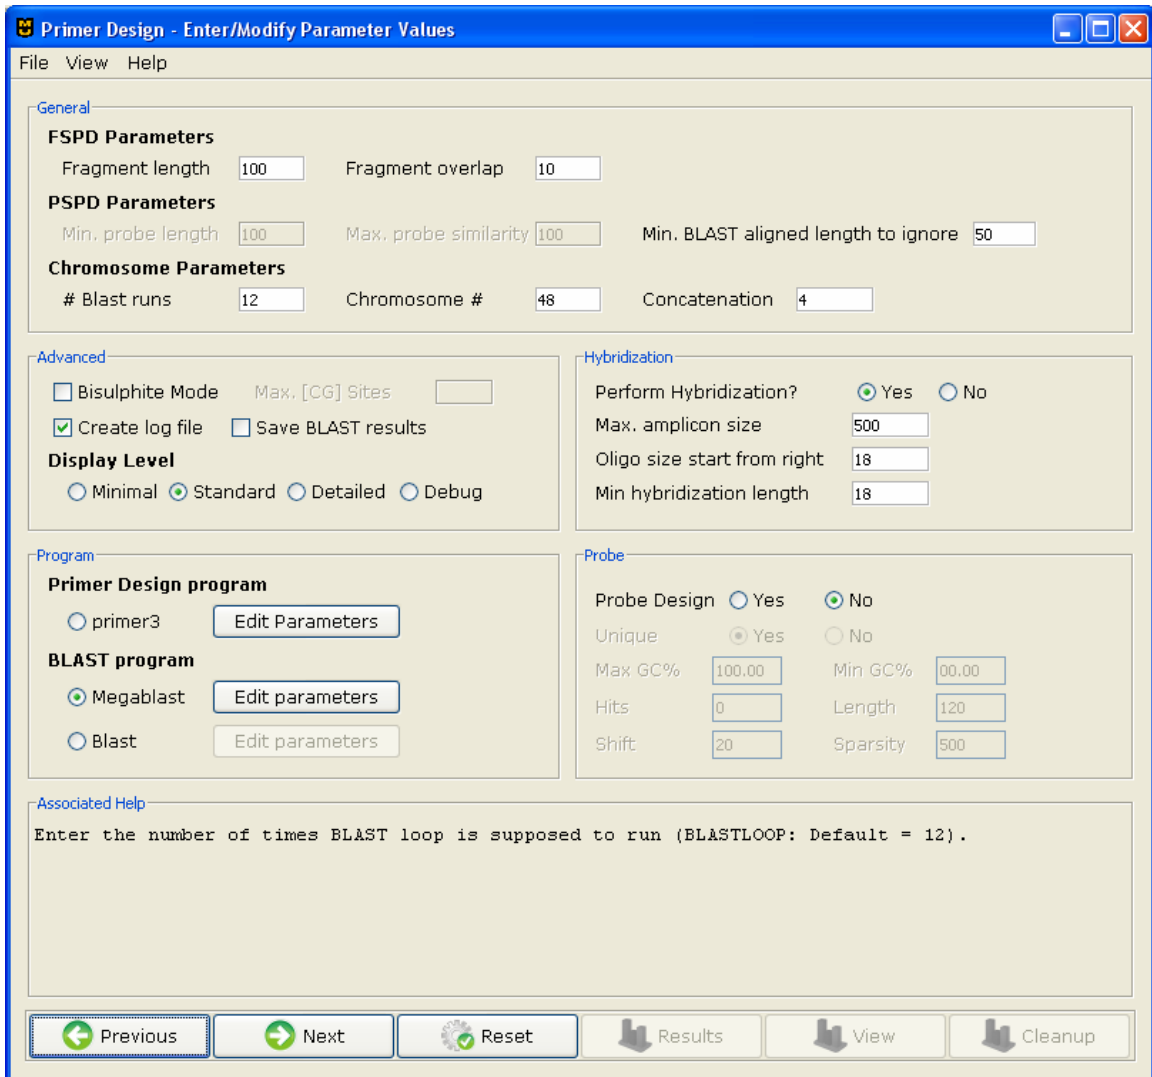 Primer Design - Enter/Modify Parameter Values
File View Help
General
FSPD Parameters
Fragment length 100 Fragment overlap 10
PSPD Parameters
Min. probe length 100 Max. probe similarity 100 Min. BLAST aligned length to ignore 50
Chromosome Parameters
# Blast runs 12 Chromosome # 48 Concatenation 4
Advanced
Bisulphite Mode Max. [CG] Sites
Create log file Save BLAST results
Display Level
Minimal Standard Detailed Debug
Hybridization
Perform Hybridization? Yes No
Max. amplicon size 500
Oligo size start from right 18
Min hybridization length 18
Program
Primer Design program
primer3 Edit Parameters
BLAST program
Megablast Edit parameters
Blast Edit parameters
Probe
Probe Design Yes No
Unique Yes No
Max GC% 100.00 Min GC% 00.00
Hits 0 Length 120
Shift 20 Sparsity 500
Associated Help
Enter the number of times BLAST loop is supposed to run (BLASTLOOP: Default = 12).
Previous Next Reset Results View Cleanup